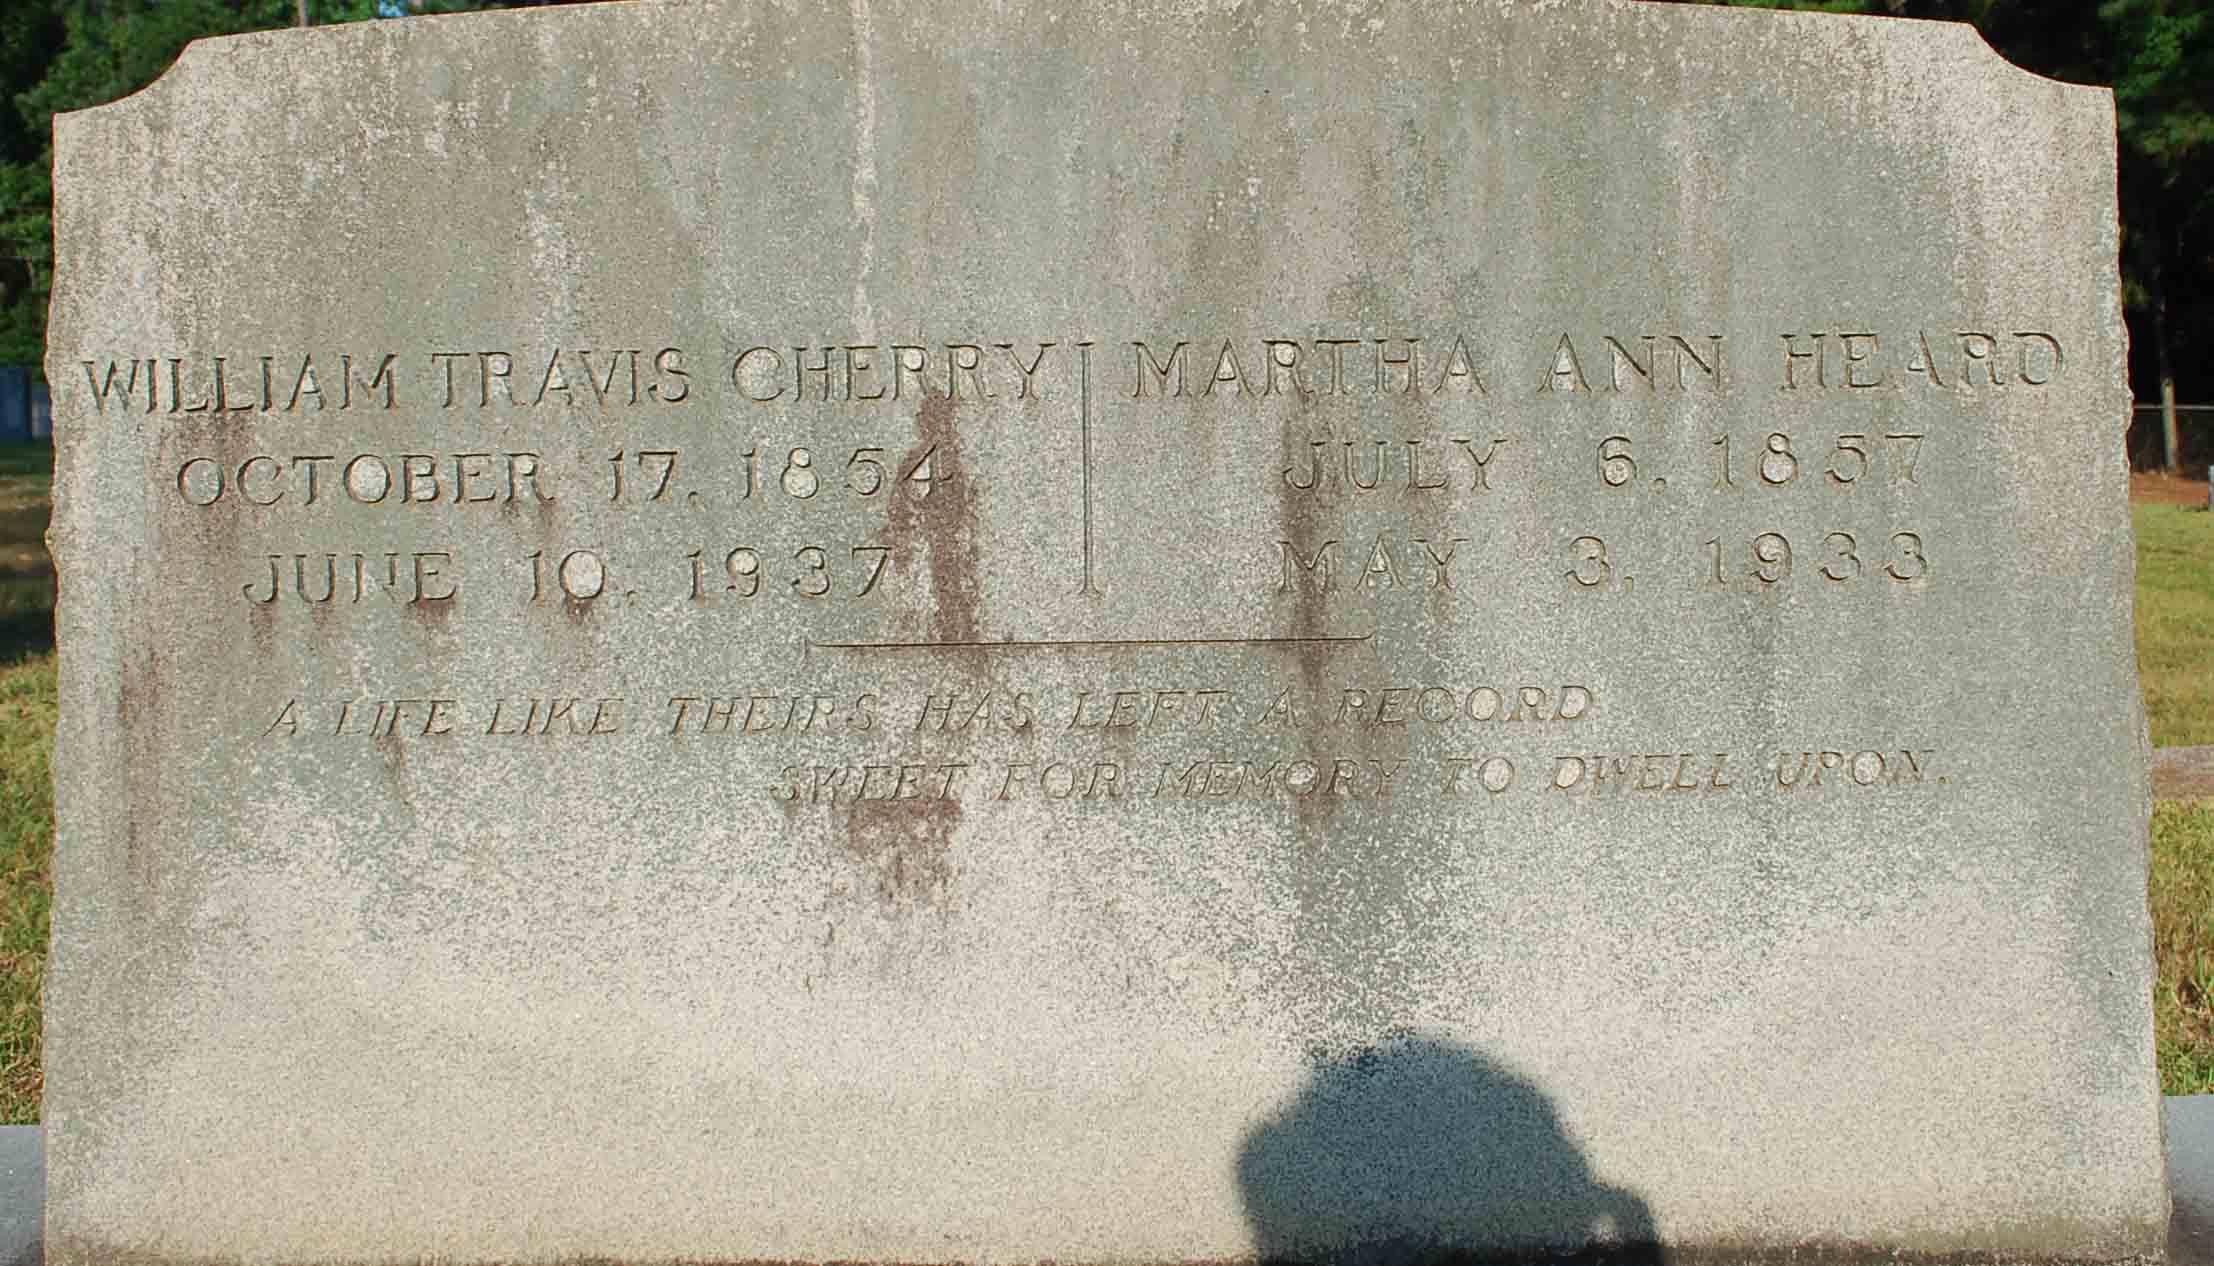 WILLIAM TRAVIS CHERRY
OCTOBER 17, 1854
JUNE 10, 1937
MARTHA ANN HEARD
JULY 6, 1857
MAY 3, 1933
A LIFE LIKE THEIRS HAS LEFT A RECORD
SWEET FOR MEMORY TO DWELL UPON.